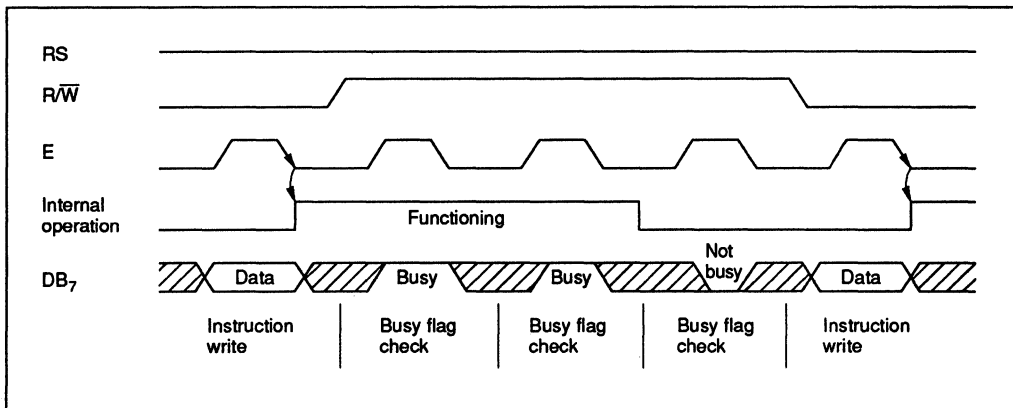 RS
R/W̅
E
Internal
operation
Functioning
DB₇
Data
Busy
Busy
Not
busy
Data
Instruction
write
Busy flag
check
Busy flag
check
Busy flag
check
Instruction
write